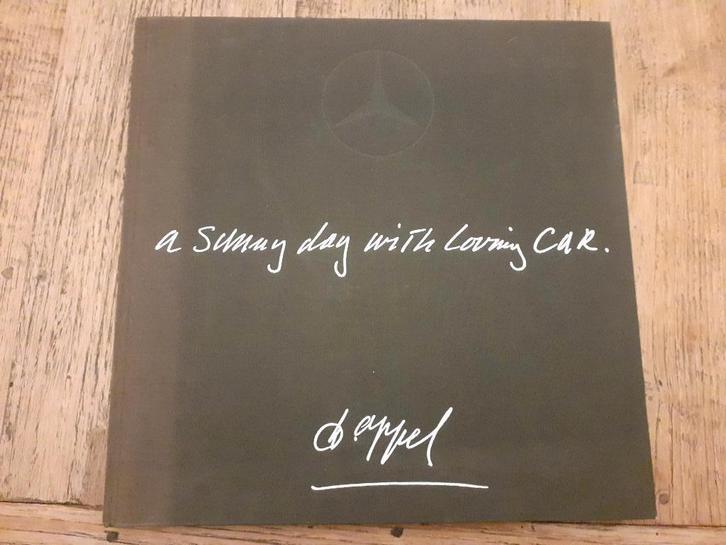 a sunny day with loving CaR.
appel